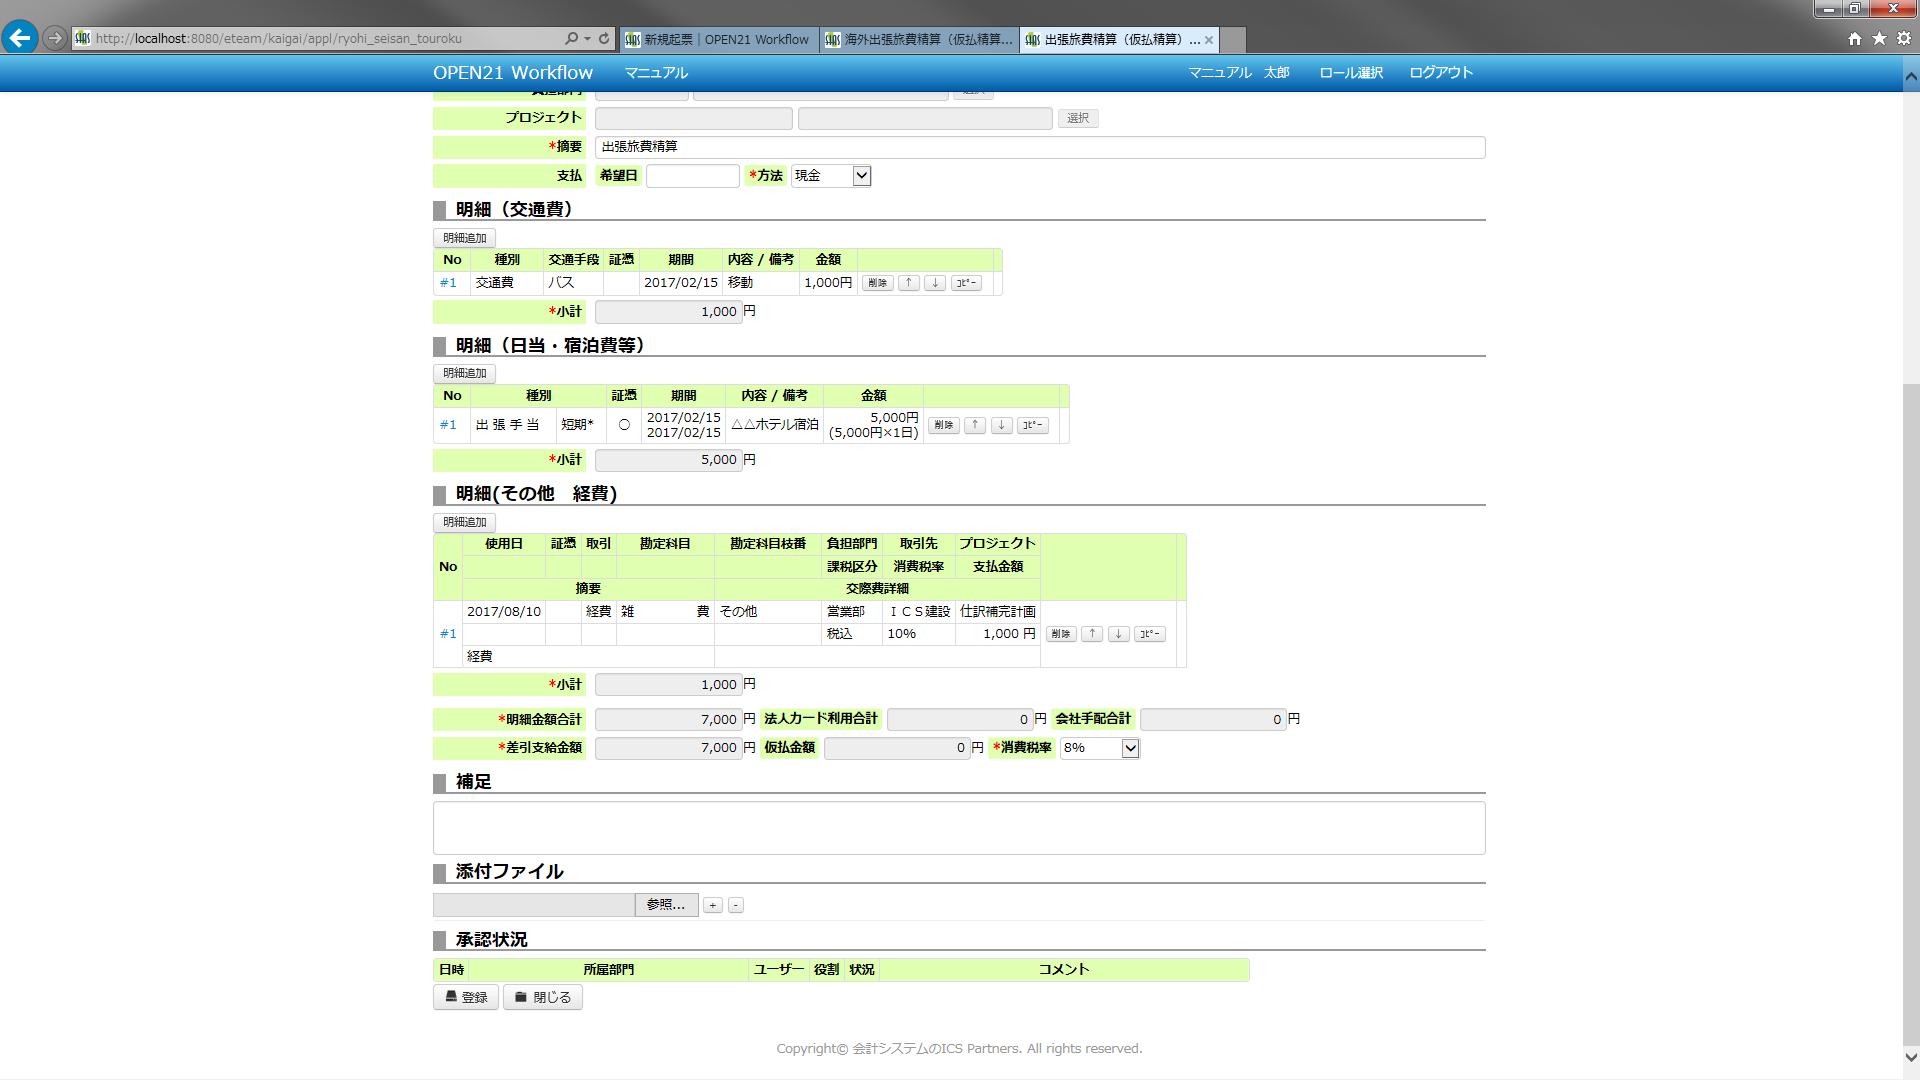 http://localhost:8080/eteam/kaigai/appl/ryohi_seisan_touroku
新規起票 | OPEN21 Workflow
海外出張旅費精算（仮払精算...
出張旅費精算（仮払精算）...
OPEN21 Workflow マニュアル マニュアル 太郎 ロール選択 ログアウト
負担部門 選択
プロジェクト 選択
*摘要 出張旅費精算
支払 希望日 *方法 現金
明細（交通費）
明細追加
No 種別 交通手段 証憑 期間 内容 / 備考 金額
#1 交通費 バス 2017/02/15 移動 1,000円 削除 ↑ ↓ ｺﾋﾟｰ
*小計 1,000 円
明細（日当・宿泊費等）
明細追加
No 種別 証憑 期間 内容 / 備考 金額
#1 出 張 手 当 短期* ○ 2017/02/15 △△ホテル宿泊 5,000円 削除 ↑ ↓ ｺﾋﾟｰ
2017/02/15 (5,000円×1日)
*小計 5,000 円
明細(その他　経費)
明細追加
No 使用日 証憑 取引 勘定科目 勘定科目枝番 負担部門 取引先 プロジェクト
課税区分 消費税率 支払金額
摘要 交際費詳細
#1 2017/08/10 経費 雑 費 その他 営業部 ＩＣＳ建設 仕訳補完計画
税込 10% 1,000 円 削除 ↑ ↓ ｺﾋﾟｰ
経費
*小計 1,000 円
*明細金額合計 7,000 円 法人カード利用合計 0 円 会社手配合計 0 円
*差引支給金額 7,000 円 仮払金額 0 円 *消費税率 8%
補足
添付ファイル
参照... + -
承認状況
日時 所属部門 ユーザー 役割 状況 コメント
登録 閉じる
Copyright© 会計システムのICS Partners. All rights reserved.